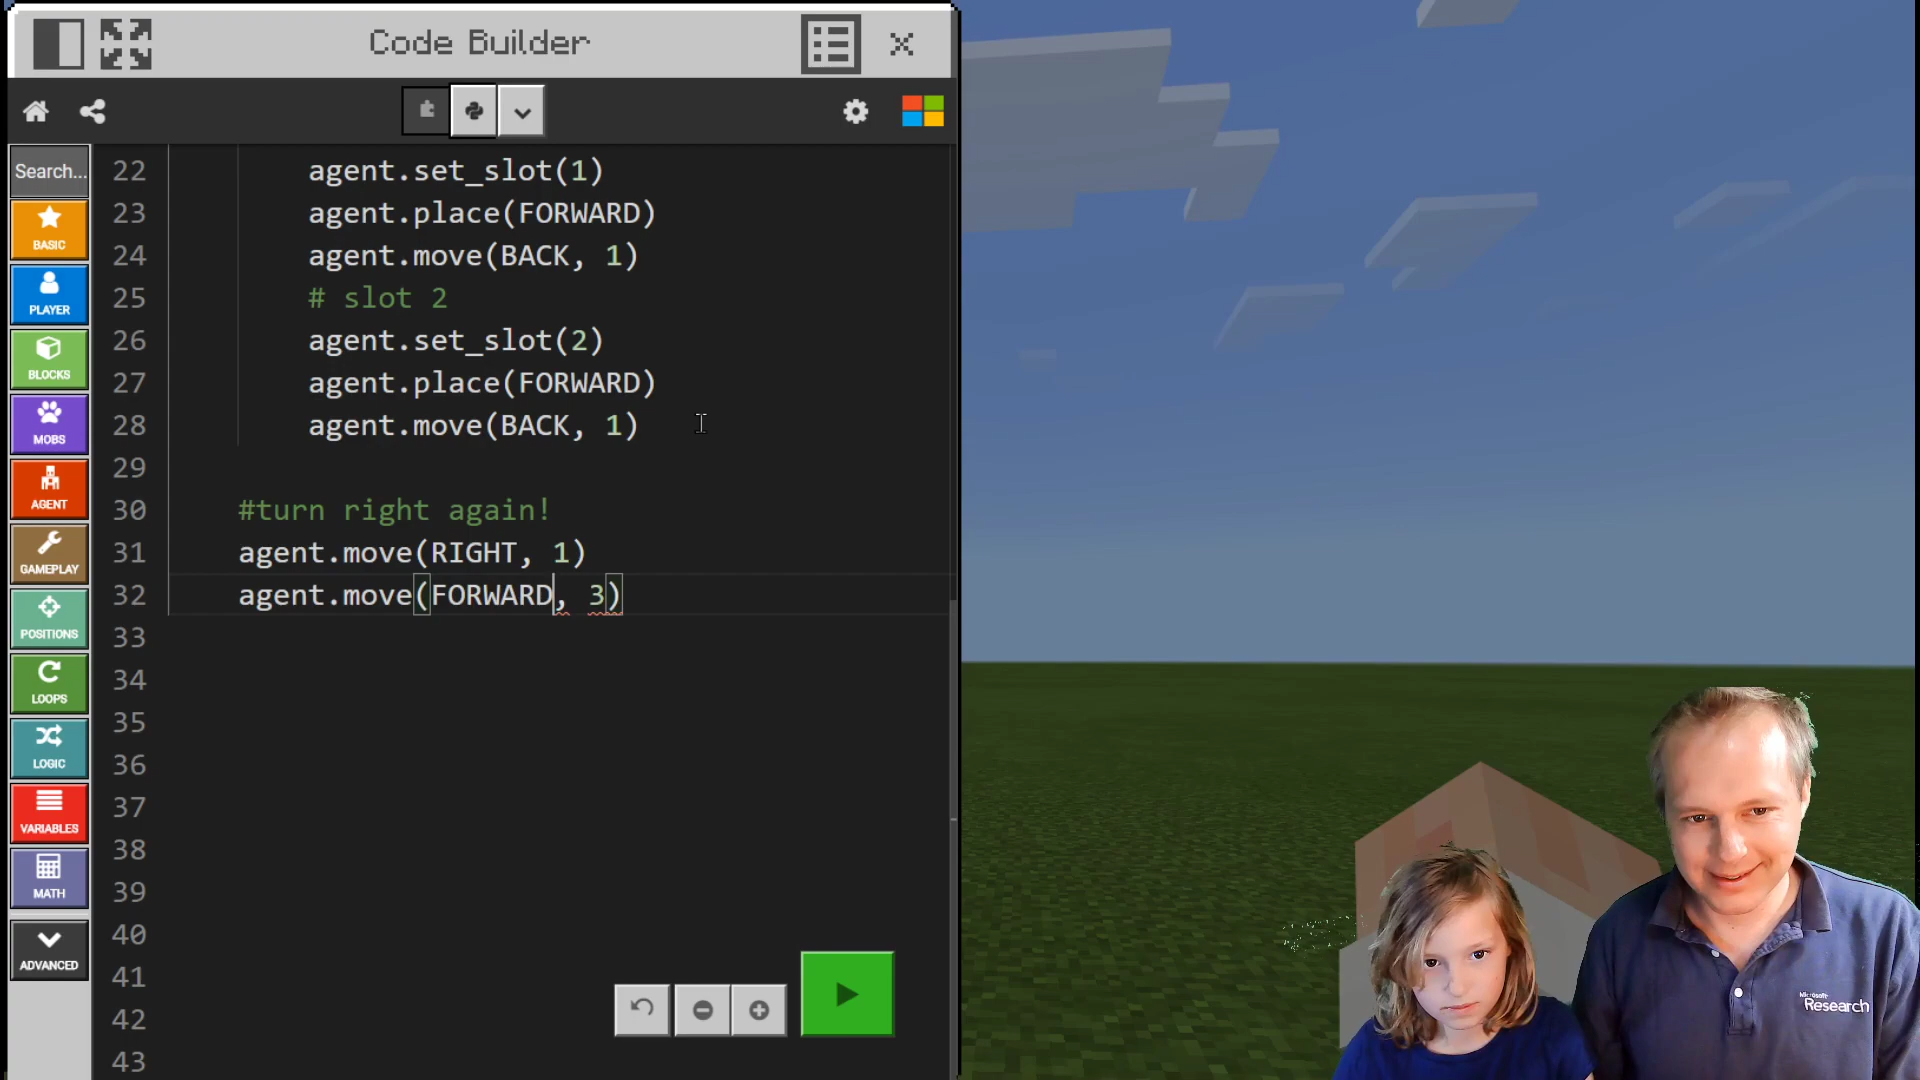 Code Builder
Search...
BASIC
PLAYER
BLOCKS
MOBS
AGENT
GAMEPLAY
POSITIONS
LOOPS
LOGIC
VARIABLES
MATH
ADVANCED
22 agent.set_slot(1)
23 agent.place(FORWARD)
24 agent.move(BACK, 1)
25 # slot 2
26 agent.set_slot(2)
27 agent.place(FORWARD)
28 agent.move(BACK, 1)
29
30 #turn right again!
31 agent.move(RIGHT, 1)
32 agent.move(FORWARD, 3)
33
34
35
36
37
38
39
40
41
42
43
Microsoft
Research